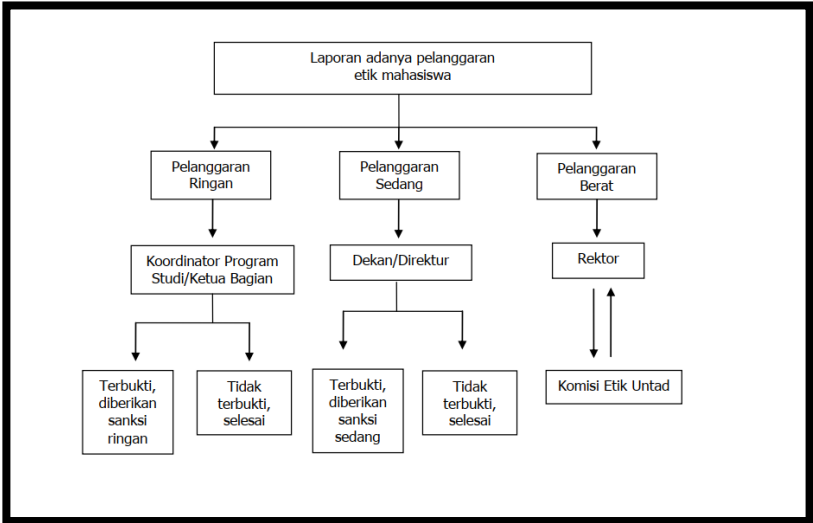 Laporan adanya pelanggaran
etik mahasiswa
Pelanggaran
Ringan
Pelanggaran
Sedang
Pelanggaran
Berat
Koordinator Program
Studi/Ketua Bagian
Dekan/Direktur
Rektor
Terbukti,
diberikan
sanksi
ringan
Tidak
terbukti,
selesai
Terbukti,
diberikan
sanksi
sedang
Tidak
terbukti,
selesai
Komisi Etik Untad